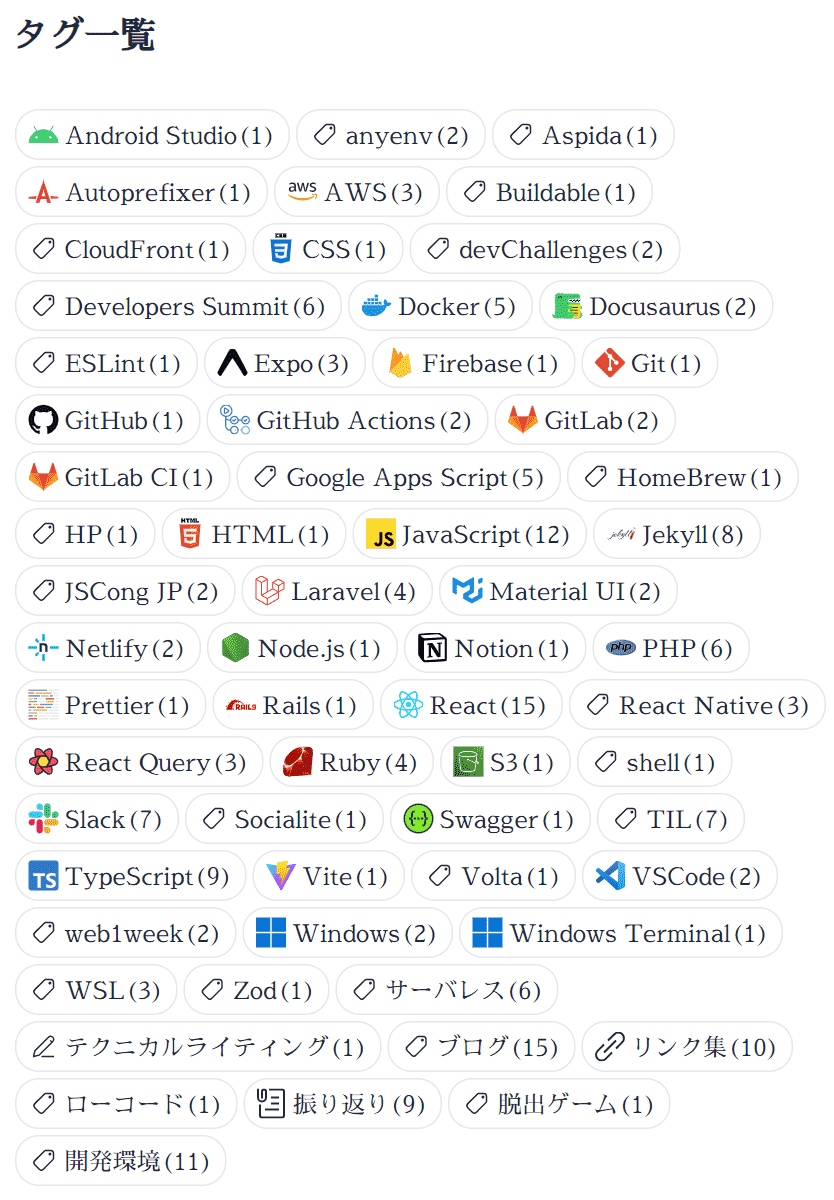 タグ一覧
Android Studio(1) anyenv(2) Aspida(1)
Autoprefixer(1) aws AWS(3) Buildable(1)
CloudFront(1) CSS(1) devChallenges(2)
Developers Summit(6) Docker(5) Docusaurus(2)
ESLint(1) Expo(3) Firebase(1) Git(1)
GitHub(1) GitHub Actions(2) GitLab(2)
GitLab CI(1) Google Apps Script(5) HomeBrew(1)
HP(1) HTML HTML(1) JS JavaScript(12) jekyll Jekyll(8)
JSCong JP(2) Laravel(4) Material UI(2)
n Netlify(2) Node.js(1) N Notion(1) php PHP(6)
Prettier(1) RAILS Rails(1) React(15) React Native(3)
React Query(3) Ruby(4) S3(1) shell(1)
Slack(7) Socialite(1) {··} Swagger(1) TIL(7)
TS TypeScript(9) Vite(1) Volta(1) VSCode(2)
web1week(2) Windows(2) Windows Terminal(1)
WSL(3) Zod(1) サーバレス(6)
テクニカルライティング(1) ブログ(15) リンク集(10)
ローコード(1) 振り返り(9) 脱出ゲーム(1)
開発環境(11)